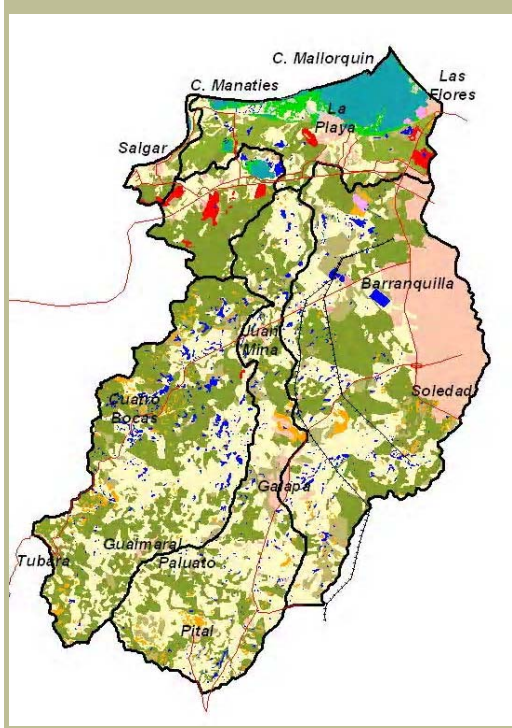 C. Mallorquin
C. Manaties
Las
Flores
La
Playa
Salgar
Barranquilla
Juan
Mina
Soledad
Cuatro
Bocas
Galapa
Guaimaral
Tubara
Paluato
Pital